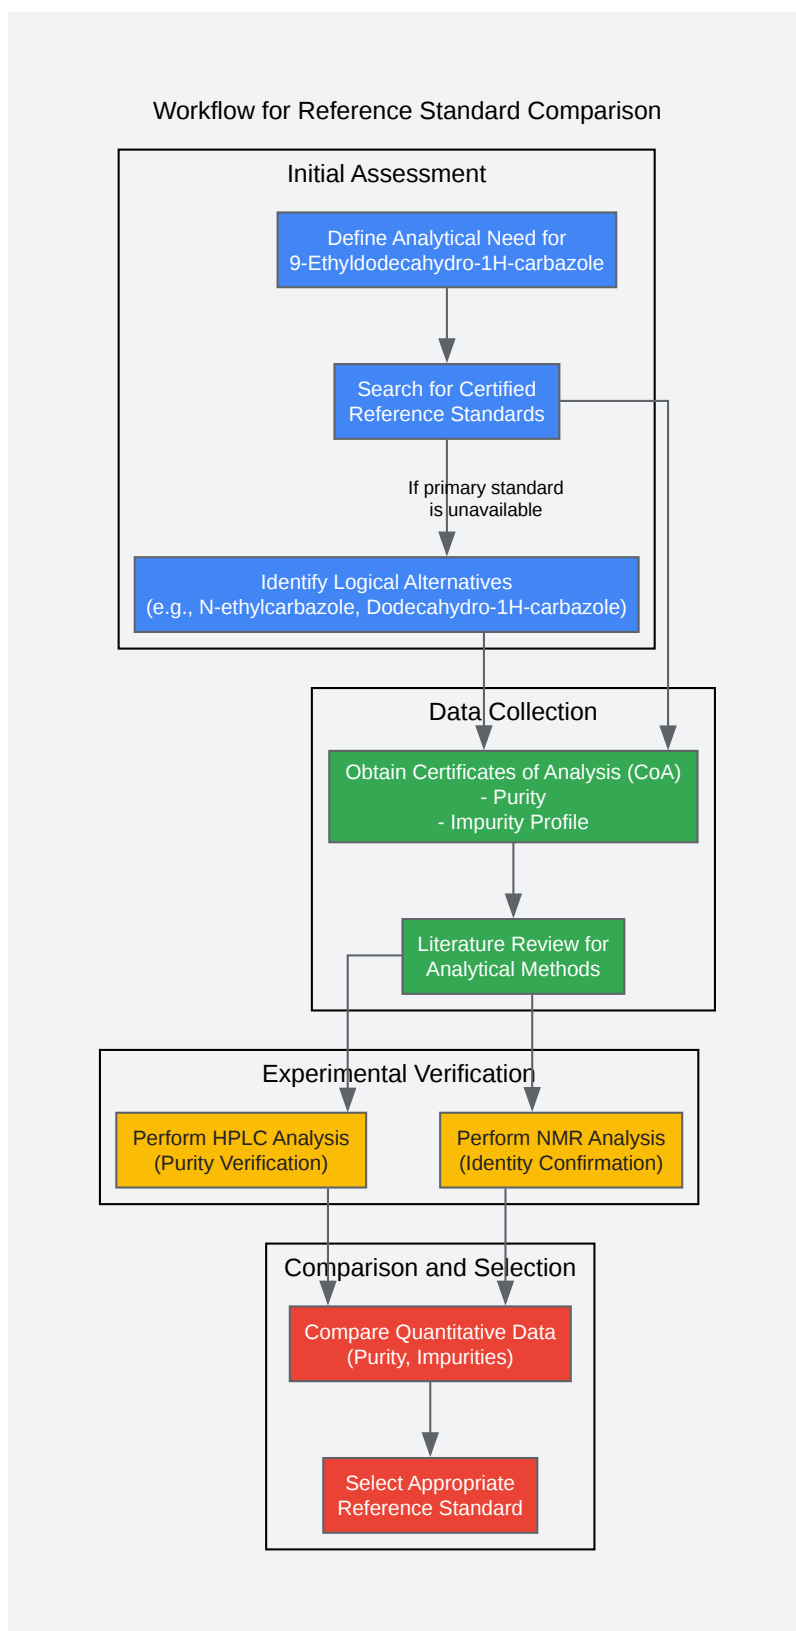 Workflow for Reference Standard Comparison
Initial Assessment
Define Analytical Need for
9-Ethyldodecahydro-1H-carbazole
Search for Certified
Reference Standards
If primary standard
is unavailable
Identify Logical Alternatives
(e.g., N-ethylcarbazole, Dodecahydro-1H-carbazole)
Data Collection
Obtain Certificates of Analysis (CoA)
- Purity
- Impurity Profile
Literature Review for
Analytical Methods
Experimental Verification
Perform HPLC Analysis
(Purity Verification)
Perform NMR Analysis
(Identity Confirmation)
Comparison and Selection
Compare Quantitative Data
(Purity, Impurities)
Select Appropriate
Reference Standard